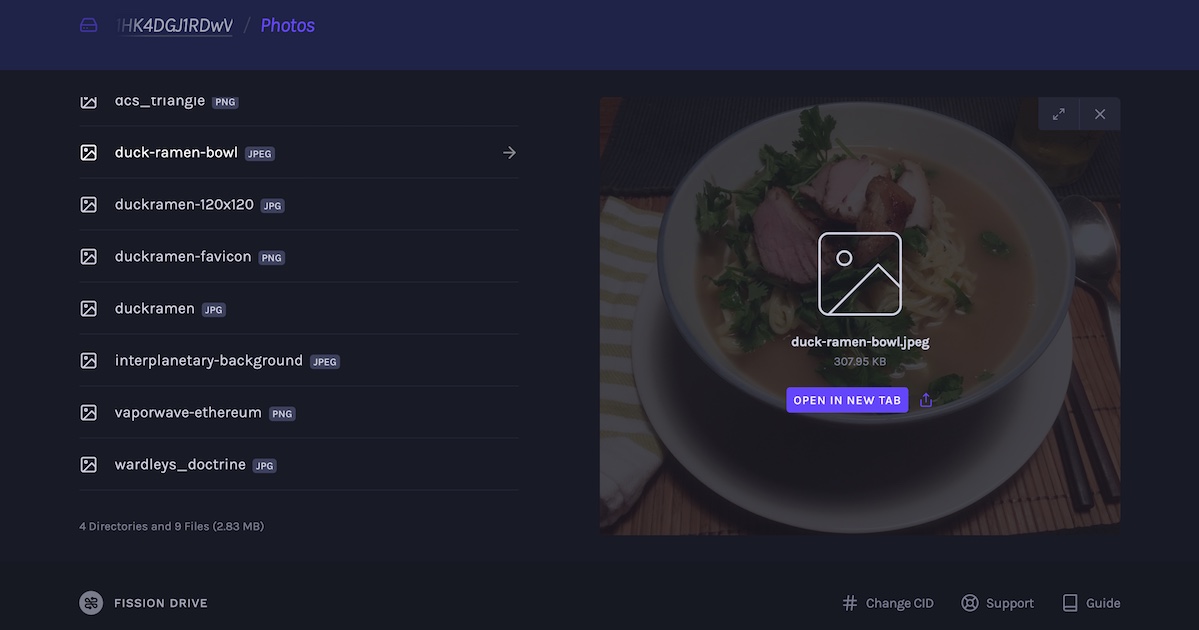 1HK4DGJ1RDwV / Photos
dcs_triangle PNG
duck-ramen-bowl JPEG
duckramen-120x120 JPG
duckramen-favicon PNG
duckramen JPG
interplanetary-background JPEG
vaporwave-ethereum PNG
wardleys_doctrine JPG
4 Directories and 9 Files (2.83 MB)
duck-ramen-bowl.jpeg
307.95 KB
OPEN IN NEW TAB
FISSION DRIVE
Change CID
Support
Guide